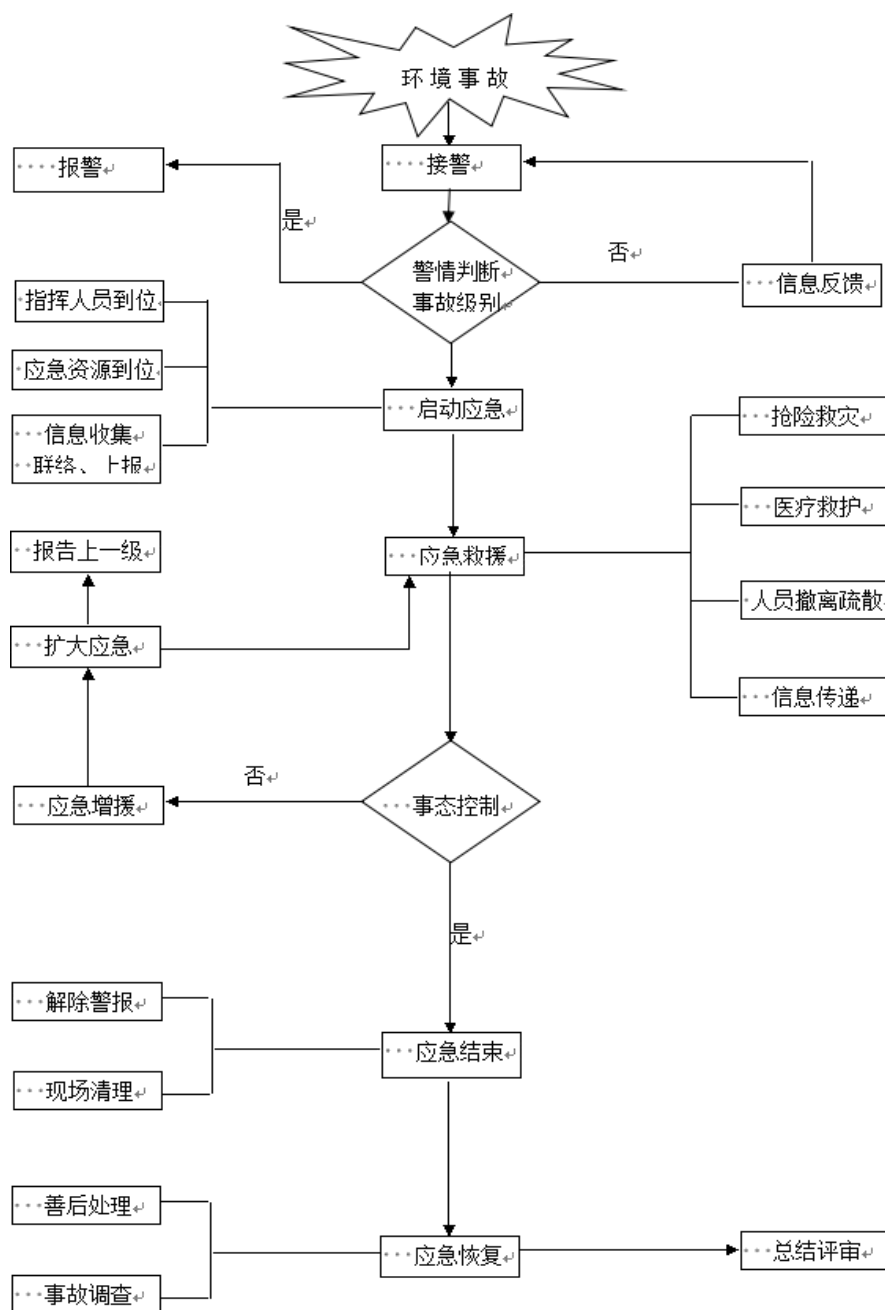 环境事故
报警
接警
是
否
警情判断
事故级别
信息反馈
指挥人员到位
应急资源到位
启动应急
信息收集
联络、上报
抢险救灾
医疗救护
报告上一级
应急救援
人员撤离疏散
扩大应急
信息传递
否
应急增援
事态控制
是
解除警报
应急结束
现场清理
善后处理
应急恢复
总结评审
事故调查